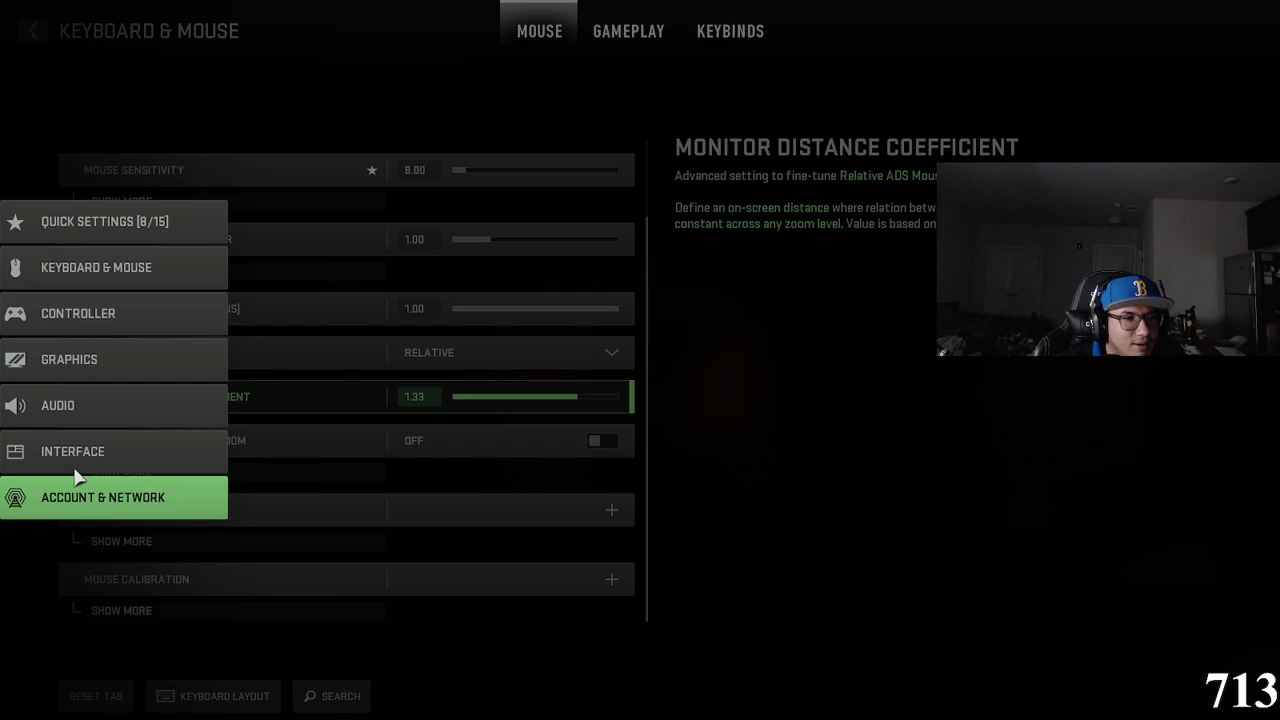 KEYBOARD & MOUSE
MOUSE
GAMEPLAY
KEYBINDS
MOUSE SENSITIVITY
8.00
MONITOR DISTANCE COEFFICIENT
Advanced setting to fine-tune Relative ADS Mous
Define an on-screen distance where relation betw
constant across any zoom level. Value is based on
QUICK SETTINGS [8/15]
1.00
KEYBOARD & MOUSE
CONTROLLER
1.00
GRAPHICS
RELATIVE
AUDIO
1.33
INTERFACE
OFF
ACCOUNT & NETWORK
SHOW MORE
MOUSE CALIBRATION
SHOW MORE
RESET TAB
KEYBOARD LAYOUT
SEARCH
713